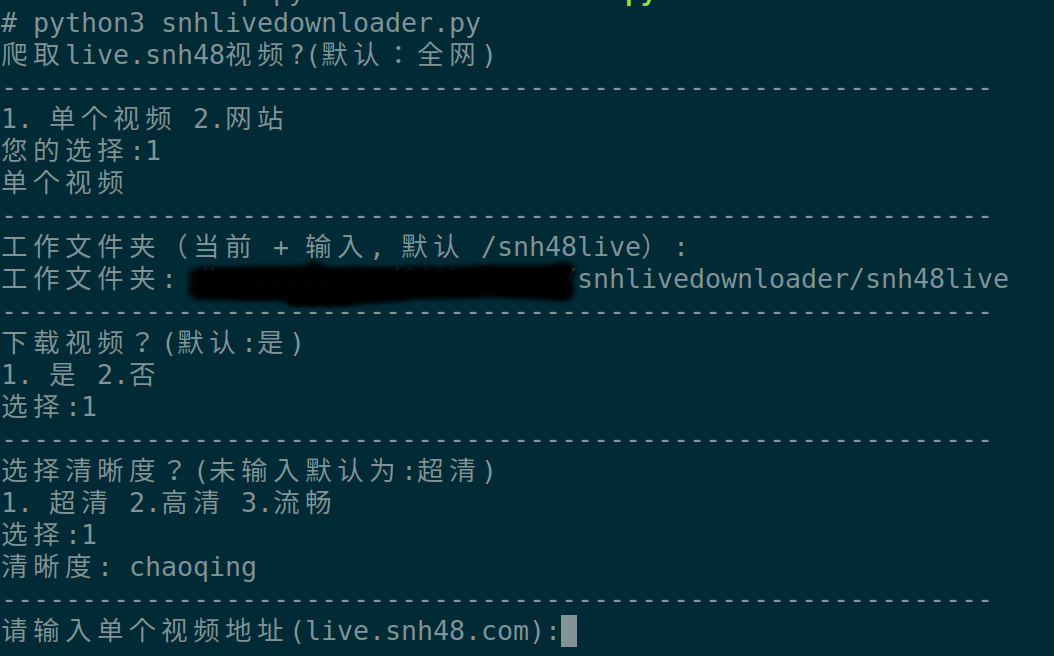 # python3 snhlivedownloader.py
爬取live.snh48视频?(默认：全网)
--------------------------------------------------------------
1. 单个视频 2.网站
您的选择:1
单个视频
--------------------------------------------------------------
工作文件夹（当前 + 输入, 默认 /snh48live）:
工作文件夹: /snhlivedownloader/snh48live
--------------------------------------------------------------
下载视频？(默认:是)
1. 是 2.否
选择:1
--------------------------------------------------------------
选择清晰度？(未输入默认为:超清)
1. 超清 2.高清 3.流畅
选择:1
清晰度: chaoqing
--------------------------------------------------------------
请输入单个视频地址(live.snh48.com):